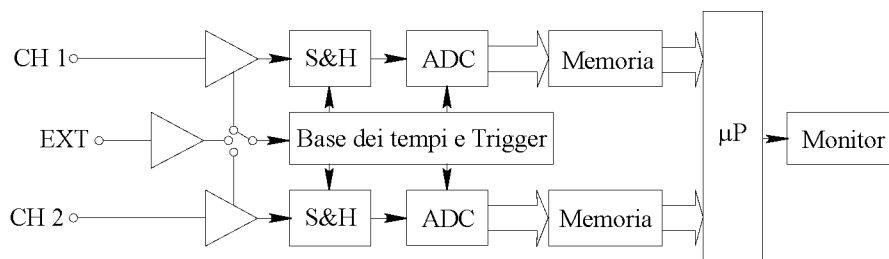 CH 1
S&H
ADC
Memoria
EXT
Base dei tempi e Trigger
μP
Monitor
CH 2
S&H
ADC
Memoria